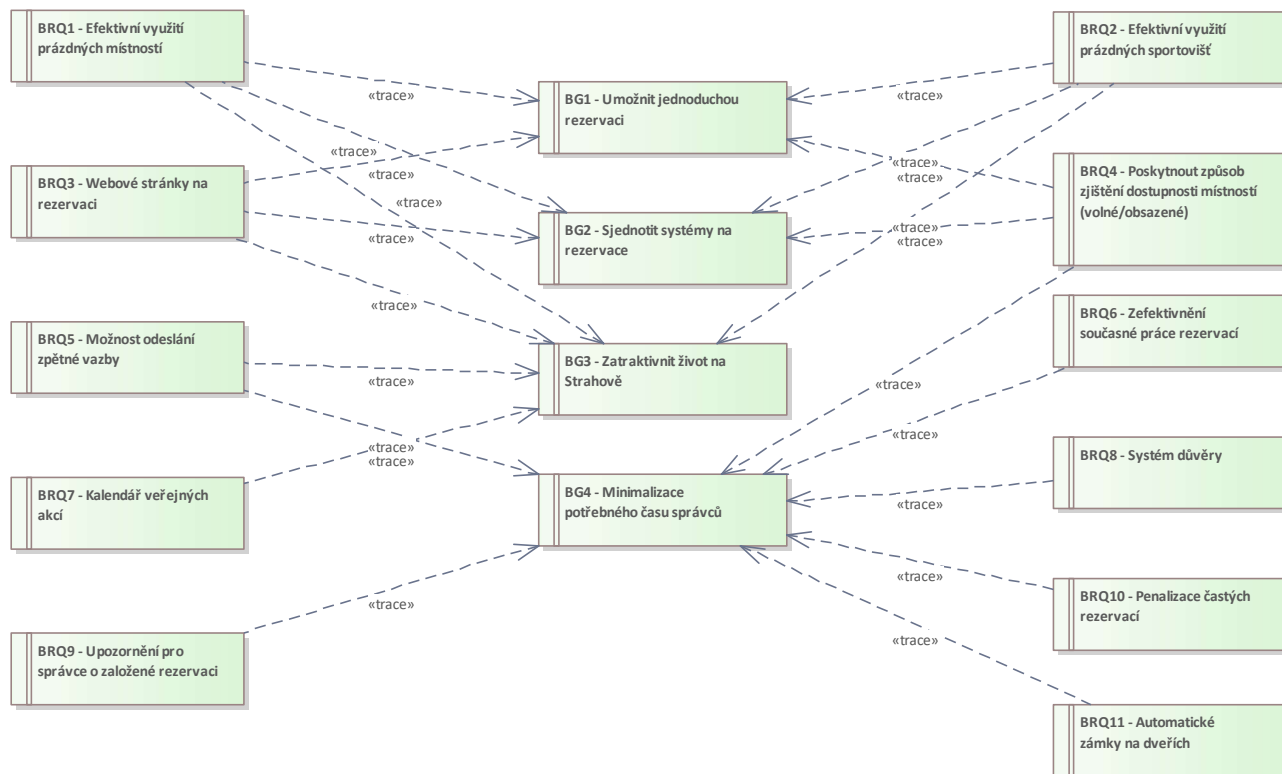 BRQ1 - Efektivní využití
prázdných místností
BRQ2 - Efektivní využití
prázdných sportovišť
«trace»
«trace»
BG1 - Umožnit jednoduchou
rezervaci
«trace»
«trace»
«trace»
«trace»
BRQ3 - Webové stránky na
rezervaci
BRQ4 - Poskytnout způsob
zjištění dostupnosti místností
(volné/obsazené)
«trace»
«trace»
BG2 - Sjednotit systémy na
rezervace
«trace»
«trace»
«trace»
BRQ5 - Možnost odeslání
zpětné vazby
BRQ6 - Zefektivnění
současné práce rezervací
BG3 - Zatraktivnit život na
Strahově
«trace»
«trace»
«trace»
«trace»
«trace»
BRQ7 - Kalendář veřejných
akcí
BRQ8 - Systém důvěry
BG4 - Minimalizace
potřebného času správců
«trace»
«trace»
«trace»
BRQ9 - Upozornění pro
správce o založené rezervaci
BRQ10 - Penalizace častých
rezervací
«trace»
BRQ11 - Automatické
zámky na dveřích